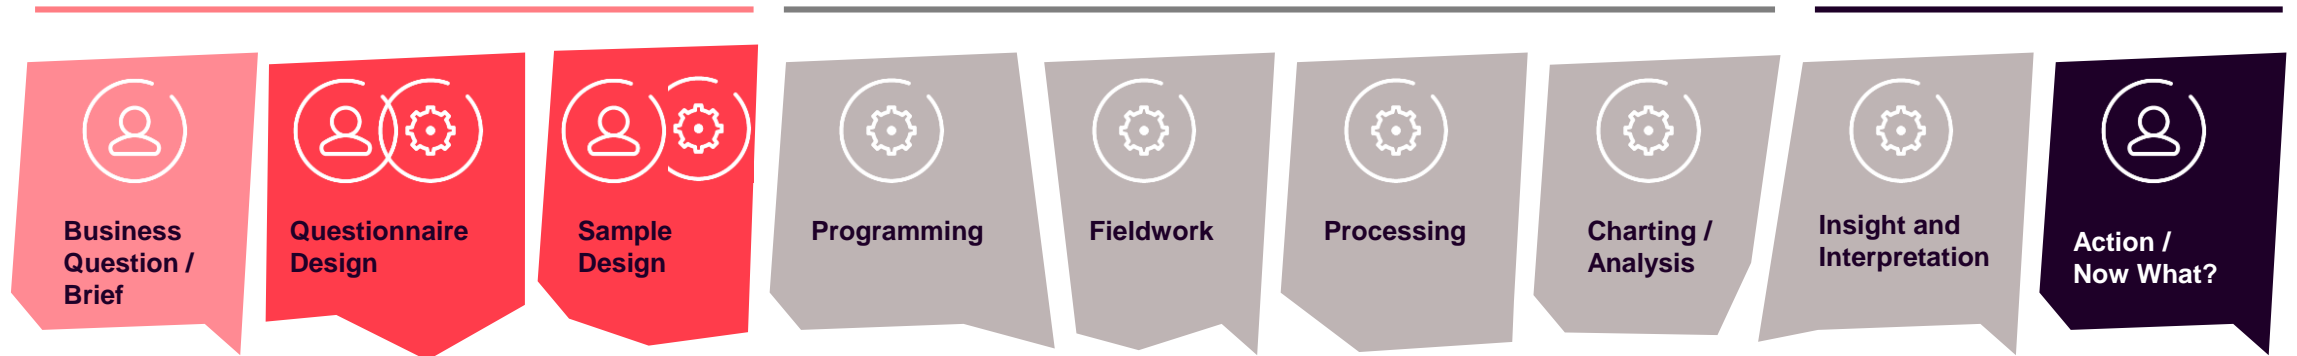 Business
Question /
Brief
Questionnaire
Design
Sample
Design
Programming
Fieldwork
Processing
Charting /
Analysis
Insight and
Interpretation
Action /
Now What?